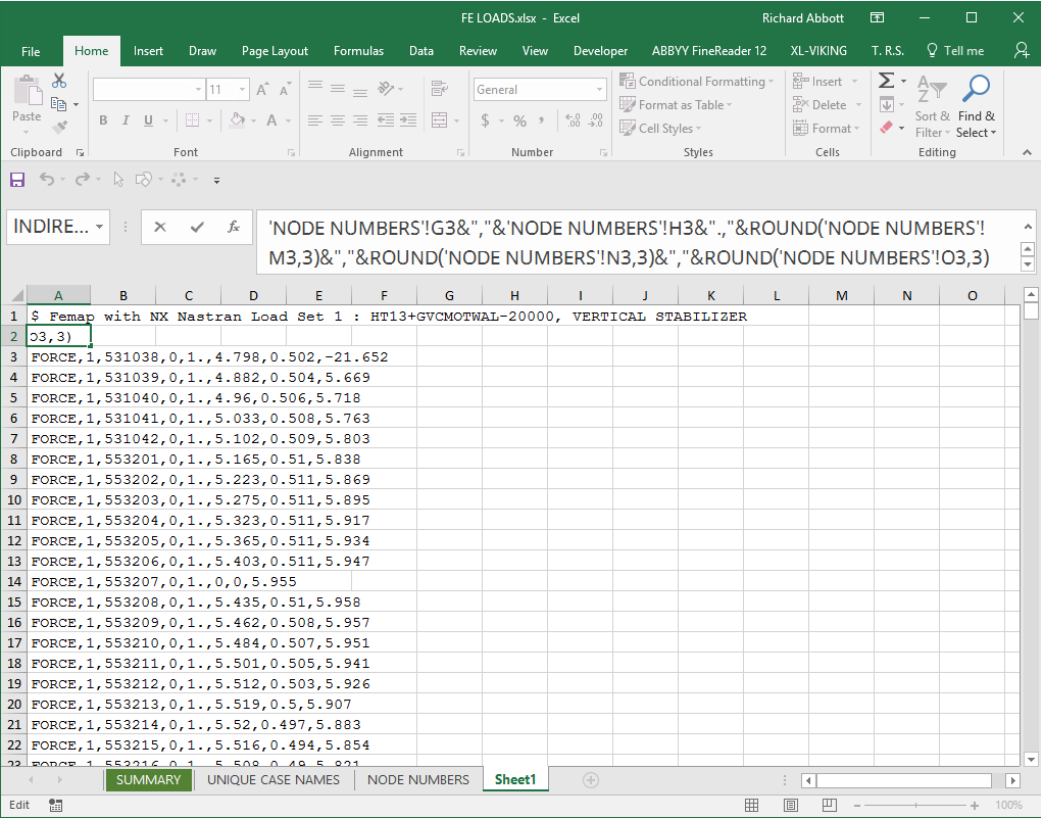 FE LOADS.xlsx - Excel
Richard Abbott
File Home Insert Draw Page Layout Formulas Data Review View Developer ABBYY FineReader 12 XL-VIKING T. R.S. Tell me
Paste
11
B I U
A
General
$ % ,
Conditional Formatting
Format as Table
Cell Styles
Insert
Delete
Format
Sort & Filter
Find & Select
Clipboard Font Alignment Number Styles Cells Editing
INDIRE...
fx
'NODE NUMBERS'!G3&","&'NODE NUMBERS'!H3&".,"&ROUND('NODE NUMBERS'!
M3,3)&","&ROUND('NODE NUMBERS'!N3,3)&","&ROUND('NODE NUMBERS'!O3,3)
A B C D E F G H I J K L M N O
1 $ Femap with NX Nastran Load Set 1 : HT13+GVCMOTWAL-20000, VERTICAL STABILIZER
2 O3,3)
3 FORCE,1,531038,0,1.,4.798,0.502,-21.652
4 FORCE,1,531039,0,1.,4.882,0.504,5.669
5 FORCE,1,531040,0,1.,4.96,0.506,5.718
6 FORCE,1,531041,0,1.,5.033,0.508,5.763
7 FORCE,1,531042,0,1.,5.102,0.509,5.803
8 FORCE,1,553201,0,1.,5.165,0.51,5.838
9 FORCE,1,553202,0,1.,5.223,0.511,5.869
10 FORCE,1,553203,0,1.,5.275,0.511,5.895
11 FORCE,1,553204,0,1.,5.323,0.511,5.917
12 FORCE,1,553205,0,1.,5.365,0.511,5.934
13 FORCE,1,553206,0,1.,5.403,0.511,5.947
14 FORCE,1,553207,0,1.,0,0,5.955
15 FORCE,1,553208,0,1.,5.435,0.51,5.958
16 FORCE,1,553209,0,1.,5.462,0.508,5.957
17 FORCE,1,553210,0,1.,5.484,0.507,5.951
18 FORCE,1,553211,0,1.,5.501,0.505,5.941
19 FORCE,1,553212,0,1.,5.512,0.503,5.926
20 FORCE,1,553213,0,1.,5.519,0.5,5.907
21 FORCE,1,553214,0,1.,5.52,0.497,5.883
22 FORCE,1,553215,0,1.,5.516,0.494,5.854
23 FORCE,1,553216,0,1.,5.508,0.49,5.821
SUMMARY UNIQUE CASE NAMES NODE NUMBERS Sheet1
Edit
100%